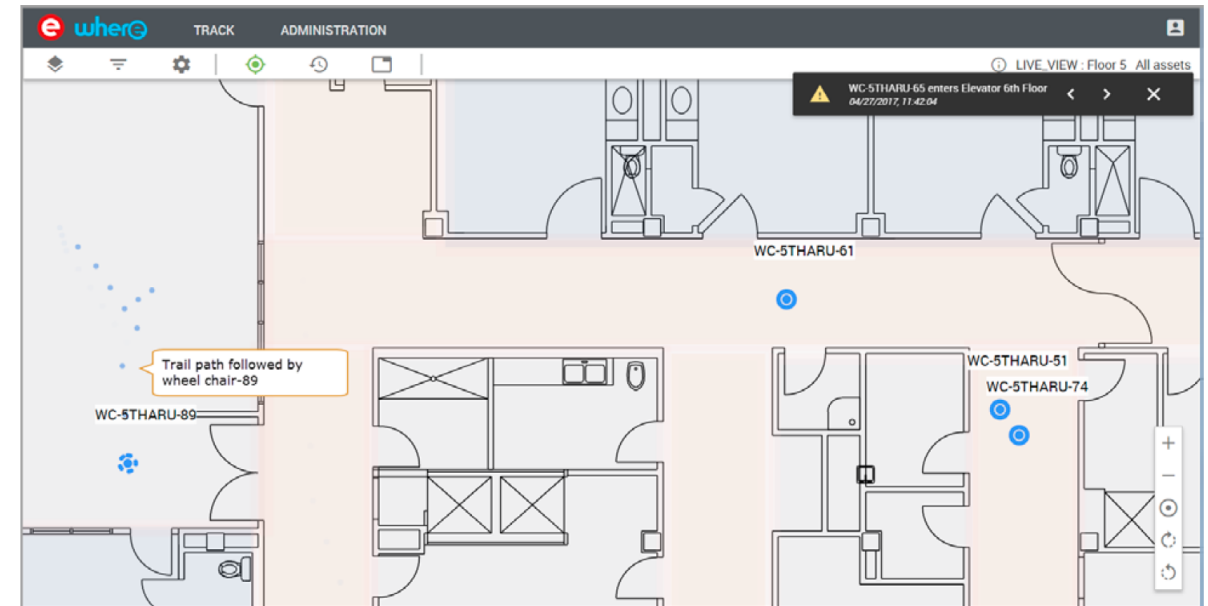 e where TRACK ADMINISTRATION
LIVE_VIEW : Floor 5 All assets
WC-5THARU-65 enters Elevator 6th Floor
04/27/2017, 11:42:04
WC-5THARU-61
Trail path followed by
wheel chair-89
WC-5THARU-51
WC-5THARU-74
WC-5THARU-89